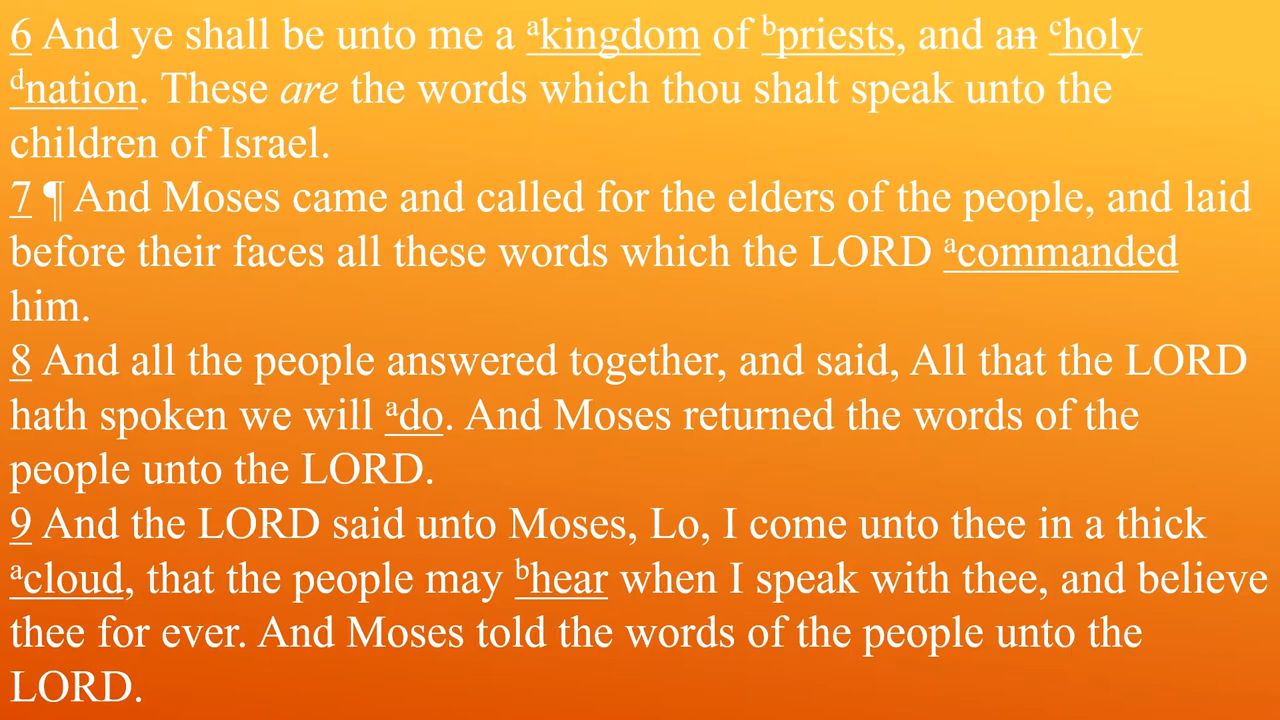 6 And ye shall be unto me a ᵃkingdom of ᵇpriests, and an ᶜholy
ᵈnation. These are the words which thou shalt speak unto the
children of Israel.
7 ¶ And Moses came and called for the elders of the people, and laid
before their faces all these words which the LORD ᵃcommanded
him.
8 And all the people answered together, and said, All that the LORD
hath spoken we will ᵃdo. And Moses returned the words of the
people unto the LORD.
9 And the LORD said unto Moses, Lo, I come unto thee in a thick
ᵃcloud, that the people may ᵇhear when I speak with thee, and believe
thee for ever. And Moses told the words of the people unto the
LORD.